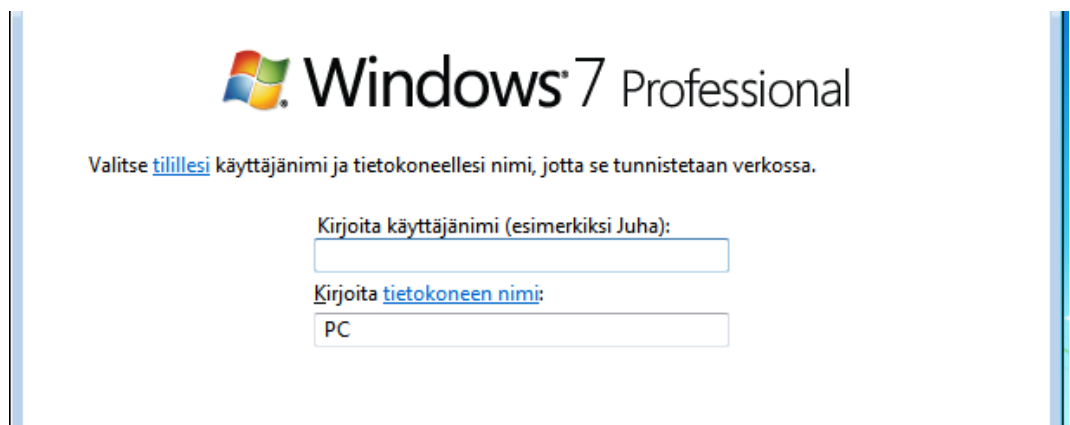 Windows 7 Professional
Valitse tilillesi käyttäjänimi ja tietokoneellesi nimi, jotta se tunnistetaan verkossa.
Kirjoita käyttäjänimi (esimerkiksi Juha):
Kirjoita tietokoneen nimi:
PC